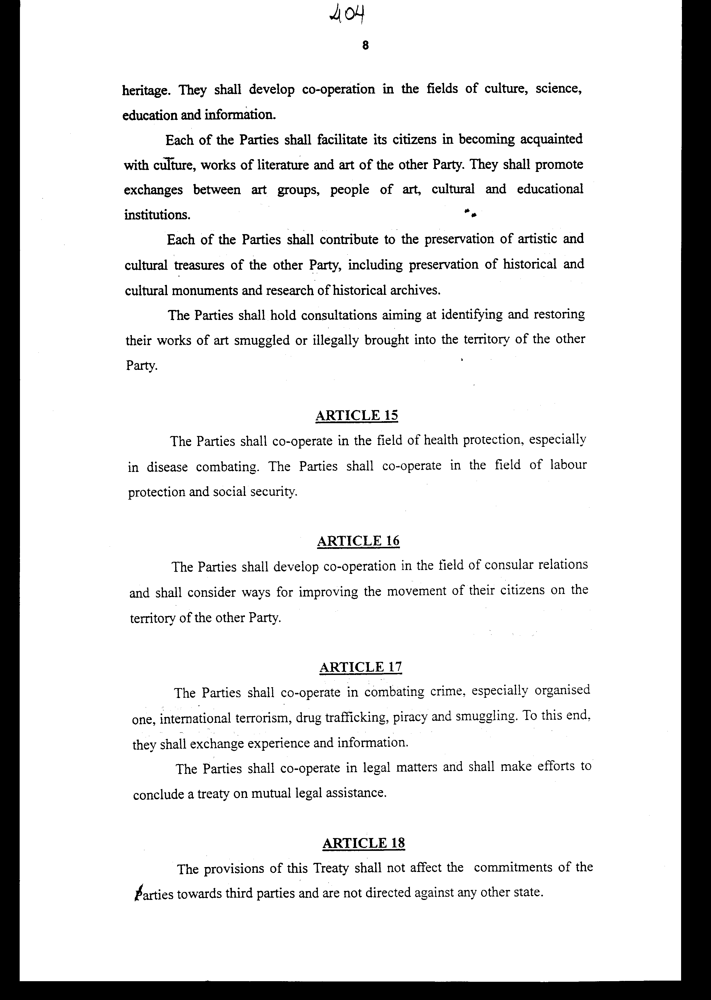 404
8
heritage. They shall develop co-operation in the fields of culture, science,
education and information.
Each of the Parties shall facilitate its citizens in becoming acquainted
with culture, works of literature and art of the other Party. They shall promote
exchanges between art groups, people of art, cultural and educational
institutions.
Each of the Parties shall contribute to the preservation of artistic and
cultural treasures of the other Party, including preservation of historical and
cultural monuments and research of historical archives.
The Parties shall hold consultations aiming at identifying and restoring
their works of art smuggled or illegally brought into the territory of the other
Party.
ARTICLE 15
The Parties shall co-operate in the field of health protection, especially
in disease combating. The Parties shall co-operate in the field of labour
protection and social security.
ARTICLE 16
The Parties shall develop co-operation in the field of consular relations
and shall consider ways for improving the movement of their citizens on the
territory of the other Party.
ARTICLE 17
The Parties shall co-operate in combating crime, especially organised
one, international terrorism, drug trafficking, piracy and smuggling. To this end,
they shall exchange experience and information.
The Parties shall co-operate in legal matters and shall make efforts to
conclude a treaty on mutual legal assistance.
ARTICLE 18
The provisions of this Treaty shall not affect the commitments of the
Parties towards third parties and are not directed against any other state.